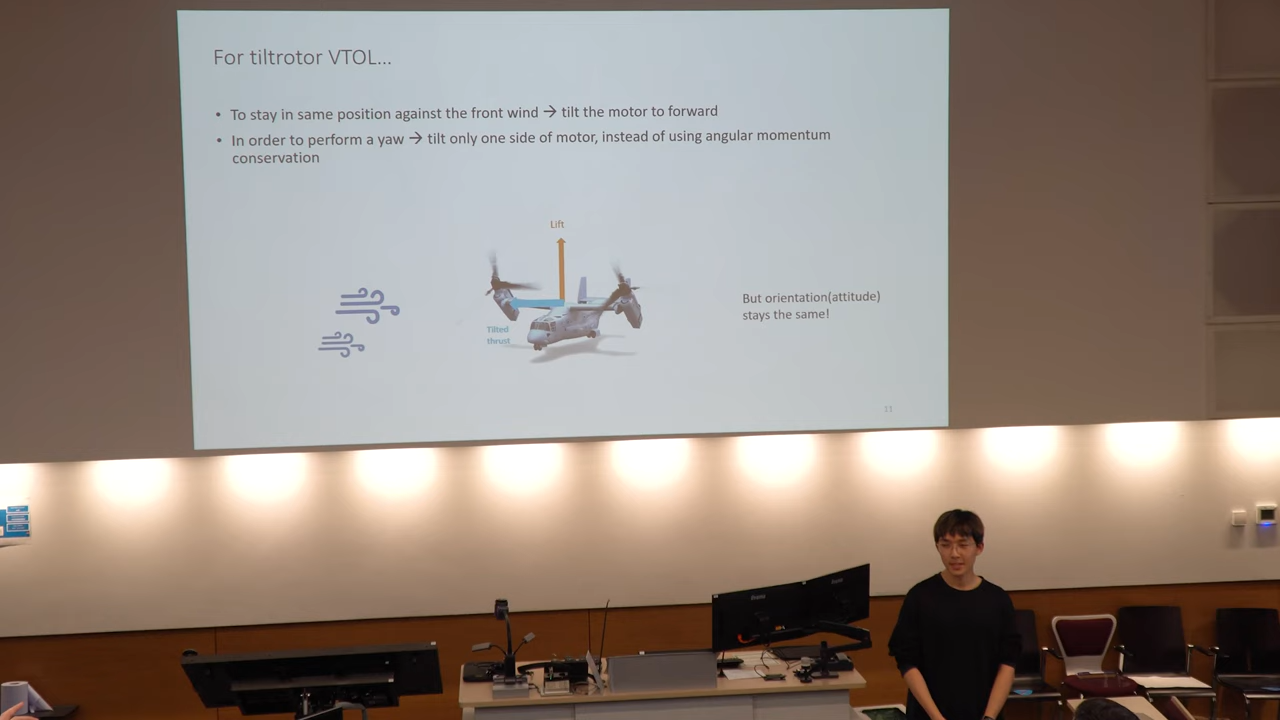 For tiltrotor VTOL...
• To stay in same position against the front wind → tilt the motor to forward
• In order to perform a yaw → tilt only one side of motor, instead of using angular momentum
conservation
Lift
Tilted
thrust
But orientation(attitude)
stays the same!
11